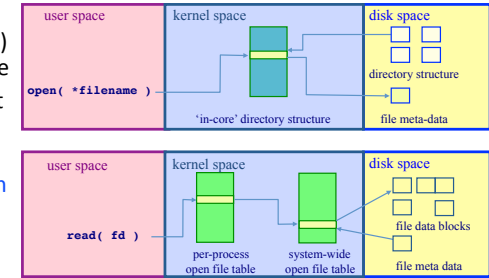 user space
kernel space
disk space
)
e
directory structure
open( *filename )
t
'in-core' directory structure
file meta-data
user space
kernel space
disk space
n
file data blocks
read( fd )
per-process
open file table
system-wide
open file table
file meta data